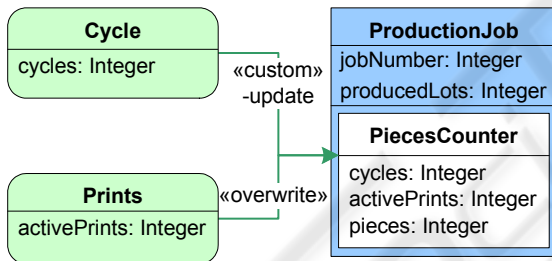 Cycle
cycles: Integer
«custom»
-update
Prints
activePrints: Integer
«overwrite»
ProductionJob
jobNumber: Integer
producedLots: Integer
PiecesCounter
cycles: Integer
activePrints: Integer
pieces: Integer